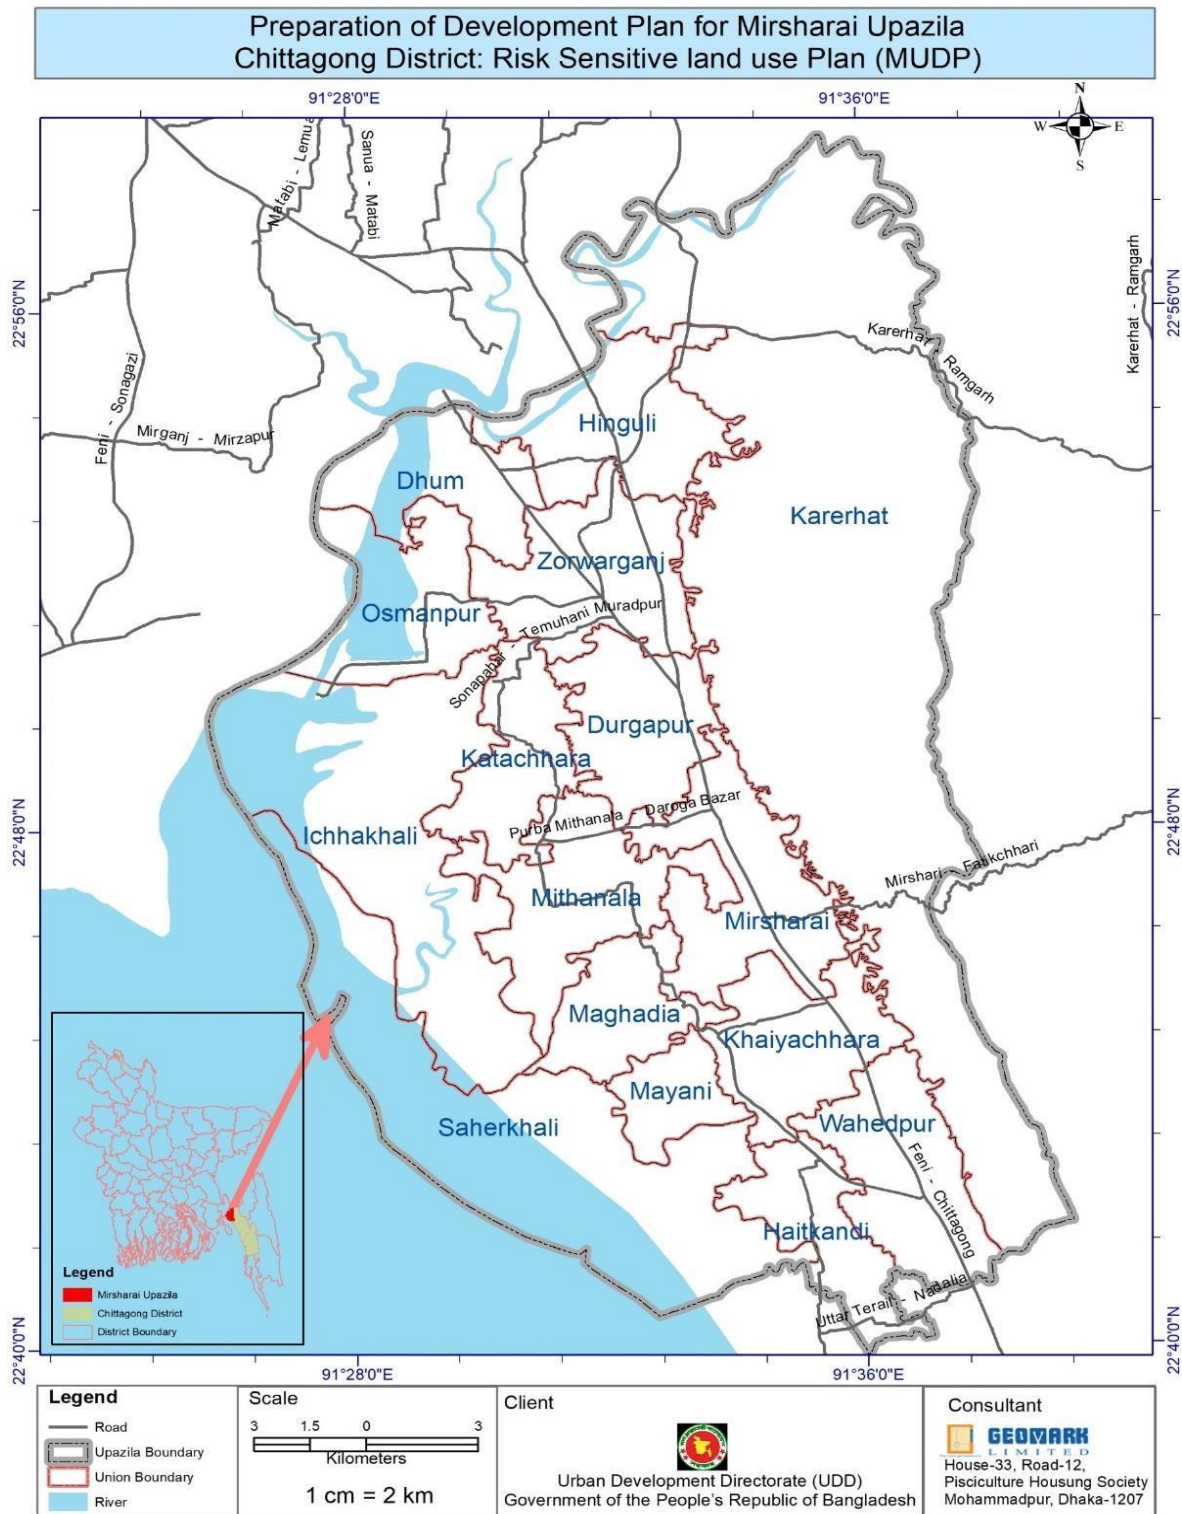 Preparation of Development Plan for Mirsharai Upazila
Chittagong District: Risk Sensitive land use Plan (MUDP)
91°28'0"E
91°36'0"E
N
W
E
S
Matabi - Lemua
Sanua - Matabi
22°56'0"N
22°56'0"N
Karerhat - Ramgarh
Karerhat
Ramgarh
Feni - Sonagazi
Mirganj - Mirzapur
Hinguli
Dhum
Karerhat
Zorwarganj
Osmanpur
Sonapahar - Temuhani Muradpur
Durgapur
Katachhara
Purba Mithanala - Daroga Bazar
22°48'0"N
22°48'0"N
Ichhakhali
Mirshari - Fatikchhari
Mithanala
Mirsharai
Maghadia
Khaiyachhara
Mayani
Saherkhali
Wahedpur
Feni - Chittagong
Haitkandi
Uttar Terail - Nadalia
Legend
Mirsharai Upazila
Chittagong District
District Boundary
22°40'0"N
22°40'0"N
91°28'0"E
91°36'0"E
Legend
Road
Upazila Boundary
Union Boundary
River
Scale
3 1.5 0 3
Kilometers
1 cm = 2 km
Client
Urban Development Directorate (UDD)
Government of the People's Republic of Bangladesh
Consultant
GEOMARK
LIMITED
House-33, Road-12,
Pisciculture Housung Society
Mohammadpur, Dhaka-1207